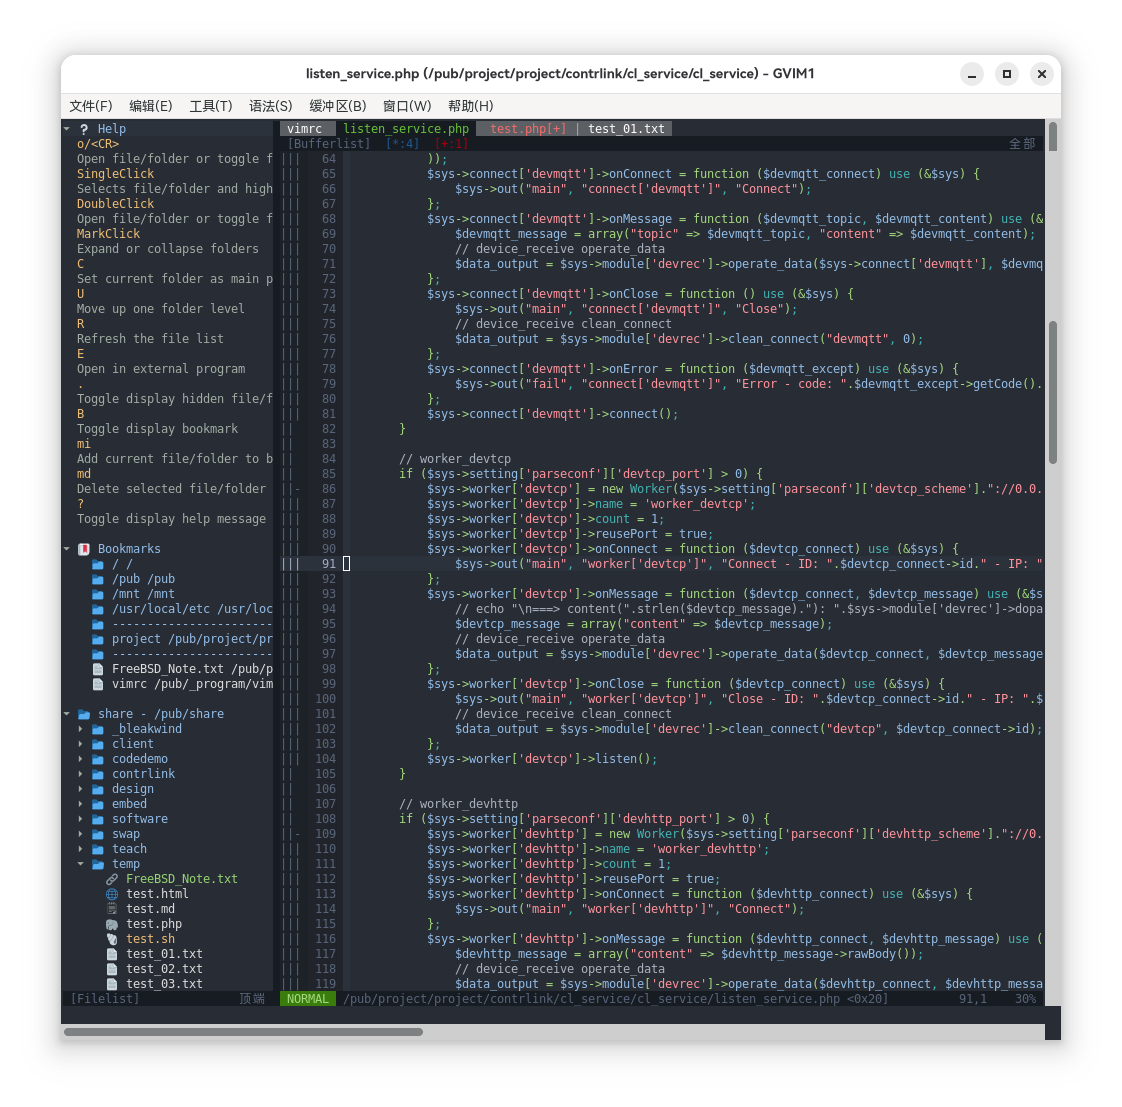 listen_service.php (/pub/project/project/contrlink/cl_service/cl_service) - GVIM1
文件(F) 编辑(E) 工具(T) 语法(S) 缓冲区(B) 窗口(W) 帮助(H)
? Help
o/<CR>
Open file/folder or toggle f
SingleClick
Selects file/folder and high
DoubleClick
Open file/folder or toggle f
MarkClick
Expand or collapse folders
C
Set current folder as main p
U
Move up one folder level
R
Refresh the file list
E
Open in external program
.
Toggle display hidden file/f
B
Toggle display bookmark
mi
Add current file/folder to b
md
Delete selected file/folder
?
Toggle display help message
Bookmarks
/ /
/pub /pub
/mnt /mnt
/usr/local/etc /usr/loc
-----------------------
project /pub/project/pr
-----------------------
FreeBSD_Note.txt /pub/p
vimrc /pub/_program/vim
share - /pub/share
_bleakwind
client
codedemo
contrlink
design
embed
software
swap
teach
temp
FreeBSD_Note.txt
test.html
test.md
test.php
test.sh
test_01.txt
test_02.txt
test_03.txt
[Filelist] 顶端
vimrc listen_service.php test.php[+] | test_01.txt
[Bufferlist] [*:4] [+:1] 全部
||| 64 ));
||| 65 $sys->connect['devmqtt']->onConnect = function ($devmqtt_connect) use (&$sys) {
||| 66 $sys->out("main", "connect['devmqtt']", "Connect");
||| 67 };
||| 68 $sys->connect['devmqtt']->onMessage = function ($devmqtt_topic, $devmqtt_content) use (&
||| 69 $devmqtt_message = array("topic" => $devmqtt_topic, "content" => $devmqtt_content);
||| 70 // device_receive operate_data
||| 71 $data_output = $sys->module['devrec']->operate_data($sys->connect['devmqtt'], $devmq
||| 72 };
||| 73 $sys->connect['devmqtt']->onClose = function () use (&$sys) {
||| 74 $sys->out("main", "connect['devmqtt']", "Close");
||| 75 // device_receive clean_connect
||| 76 $data_output = $sys->module['devrec']->clean_connect("devmqtt", 0);
||| 77 };
||| 78 $sys->connect['devmqtt']->onError = function ($devmqtt_except) use (&$sys) {
||| 79 $sys->out("fail", "connect['devmqtt']", "Error - code: ".$devmqtt_except->getCode().
||| 80 };
||| 81 $sys->connect['devmqtt']->connect();
|| 82 }
|| 83
|| 84 // worker_devtcp
|| 85 if ($sys->setting['parseconf']['devtcp_port'] > 0) {
||- 86 $sys->worker['devtcp'] = new Worker($sys->setting['parseconf']['devtcp_scheme']."://0.0.
||| 87 $sys->worker['devtcp']->name = 'worker_devtcp';
||| 88 $sys->worker['devtcp']->count = 1;
||| 89 $sys->worker['devtcp']->reusePort = true;
||| 90 $sys->worker['devtcp']->onConnect = function ($devtcp_connect) use (&$sys) {
||| 91 $sys->out("main", "worker['devtcp']", "Connect - ID: ".$devtcp_connect->id." - IP: "
||| 92 };
||| 93 $sys->worker['devtcp']->onMessage = function ($devtcp_connect, $devtcp_message) use (&$s
||| 94 // echo "\n===> content(".strlen($devtcp_message)."): ".$sys->module['devrec']->dopa
||| 95 $devtcp_message = array("content" => $devtcp_message);
||| 96 // device_receive operate_data
||| 97 $data_output = $sys->module['devrec']->operate_data($devtcp_connect, $devtcp_message
||| 98 };
||| 99 $sys->worker['devtcp']->onClose = function ($devtcp_connect) use (&$sys) {
||| 100 $sys->out("main", "worker['devtcp']", "Close - ID: ".$devtcp_connect->id." - IP: ".$
||| 101 // device_receive clean_connect
||| 102 $data_output = $sys->module['devrec']->clean_connect("devtcp", $devtcp_connect->id);
||| 103 };
||| 104 $sys->worker['devtcp']->listen();
|| 105 }
|| 106
|| 107 // worker_devhttp
|| 108 if ($sys->setting['parseconf']['devhttp_port'] > 0) {
||- 109 $sys->worker['devhttp'] = new Worker($sys->setting['parseconf']['devhttp_scheme']."://0.
||| 110 $sys->worker['devhttp']->name = 'worker_devhttp';
||| 111 $sys->worker['devhttp']->count = 1;
||| 112 $sys->worker['devhttp']->reusePort = true;
||| 113 $sys->worker['devhttp']->onConnect = function ($devhttp_connect) use (&$sys) {
||| 114 $sys->out("main", "worker['devhttp']", "Connect");
||| 115 };
||| 116 $sys->worker['devhttp']->onMessage = function ($devhttp_connect, $devhttp_message) use (
||| 117 $devhttp_message = array("content" => $devhttp_message->rawBody());
||| 118 // device_receive operate_data
||| 119 $data_output = $sys->module['devrec']->operate_data($devhttp_connect, $devhttp_messa
NORMAL /pub/project/project/contrlink/cl_service/cl_service/listen_service.php <0x20] 91,1 30%